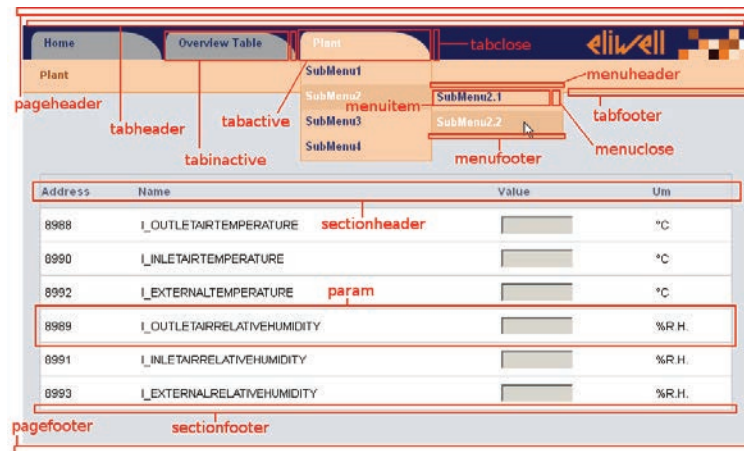 Home Overview Table Plant tabclose eliwell
Plant SubMenu1 menuheader
pageheader SubMenu2 menuitem SubMenu2.1
tabheader tabactive SubMenu3 SubMenu2.2 tabfooter
tabinactive SubMenu4 menufooter menuclose
Address Name Value Um
8988 I_OUTLETAIRTEMPERATURE sectionheader °C
8990 I_INLETAIRTEMPERATURE °C
8992 I_EXTERNALTEMPERATURE param °C
8989 I_OUTLETAIRRELATIVEHUMIDITY %R.H.
8991 I_INLETAIRRELATIVEHUMIDITY %R.H.
8993 I_EXTERNALRELATIVEHUMIDITY %R.H.
pagefooter sectionfooter